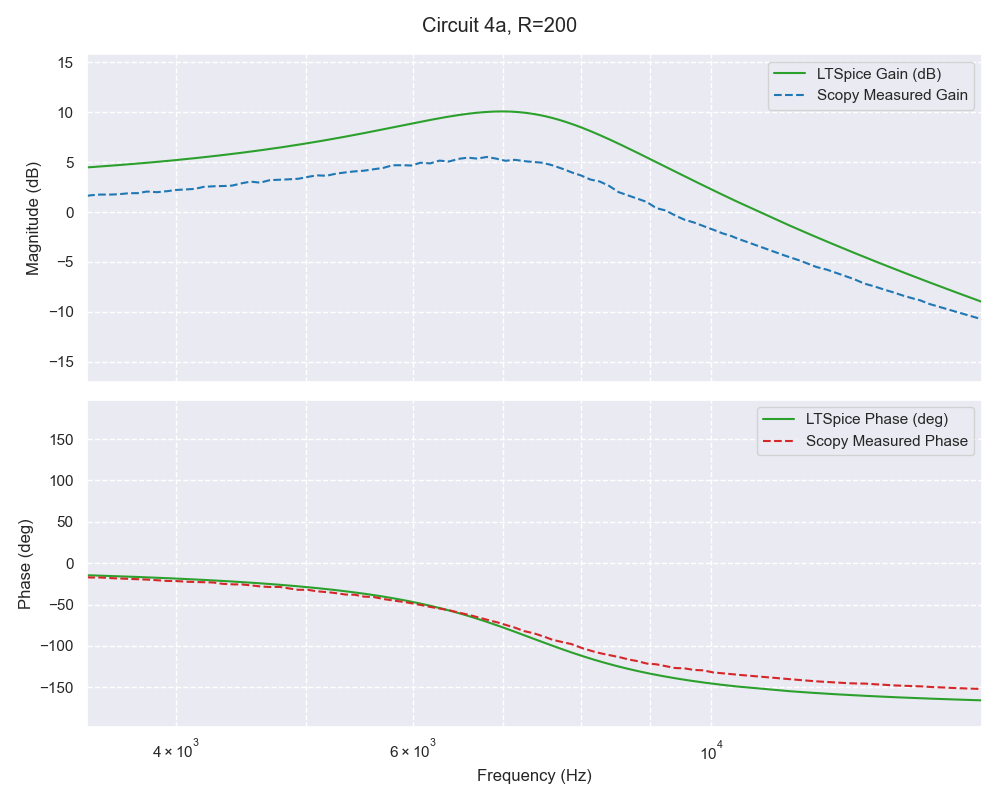 Circuit 4a, R=200
15
10
5
0
−5
−10
−15
Magnitude (dB)
LTSpice Gain (dB)
Scopy Measured Gain
150
100
50
0
−50
−100
−150
Phase (deg)
LTSpice Phase (deg)
Scopy Measured Phase
4 × 10³
6 × 10³
10⁴
Frequency (Hz)